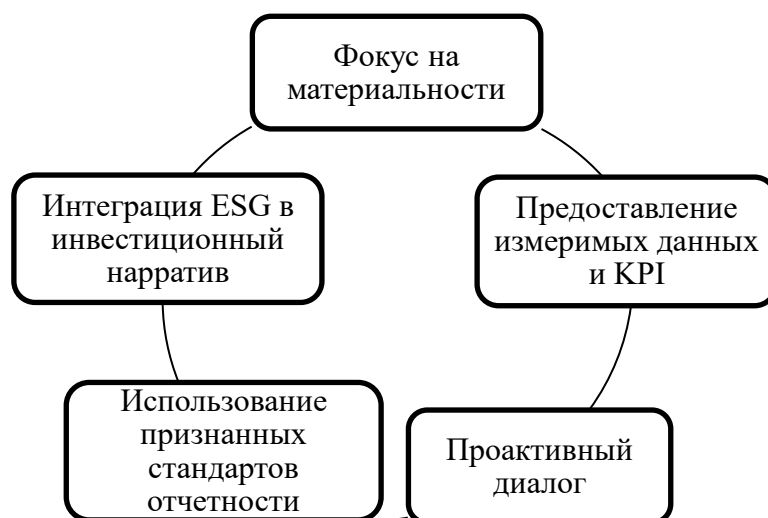 Фокус на
материальности
Интеграция ESG в
инвестиционный
нарратив
Предоставление
измеримых данных
и KPI
Использование
признанных
стандартов
отчетности
Проактивный
диалог